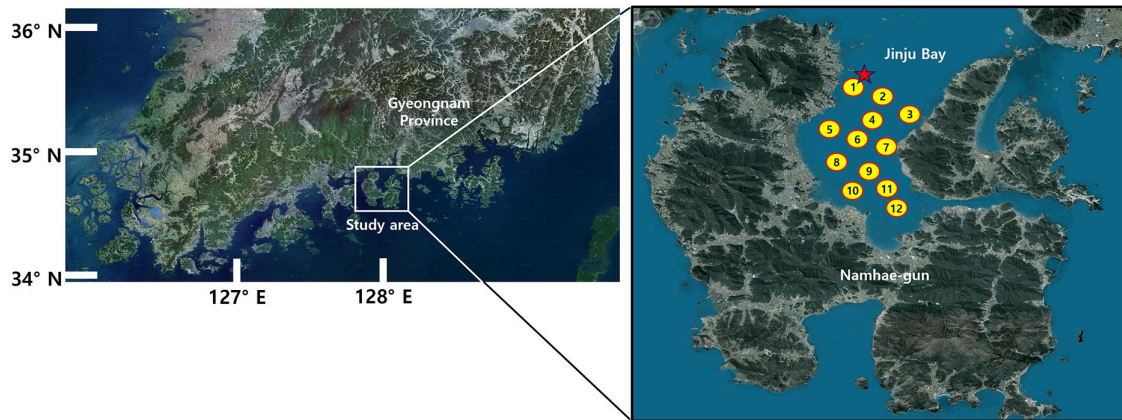 36° N
35° N
34° N
127° E
128° E
Gyeongnam
Province
Study area
Jinju Bay
1
2
3
4
5
6
7
8
9
10
11
12
Namhae-gun